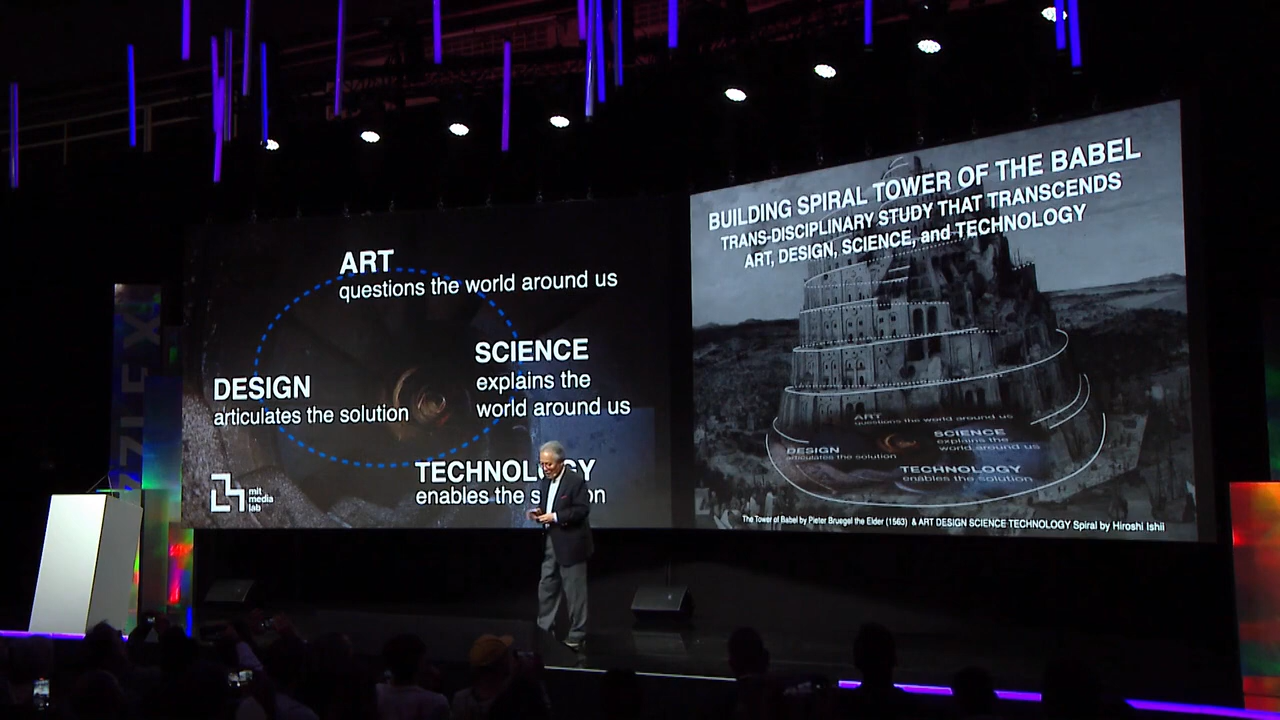 ART
questions the world around us
SCIENCE
explains the
world around us
DESIGN
articulates the solution
TECHNOL Y
enables the s on
mit
media
lab
BUILDING SPIRAL TOWER OF THE BABEL
TRANS-DISCIPLINARY STUDY THAT TRANSCENDS
ART, DESIGN, SCIENCE, and TECHNOLOGY
ART
questions the world around us
SCIENCE
explains the
world around us
DESIGN
articulates the solution
TECHNOLOGY
enables the solution
The Tower of Babel by Pieter Bruegel the Elder (1563) & ART DESIGN SCIENCE TECHNOLOGY Spiral by Hiroshi Ishii